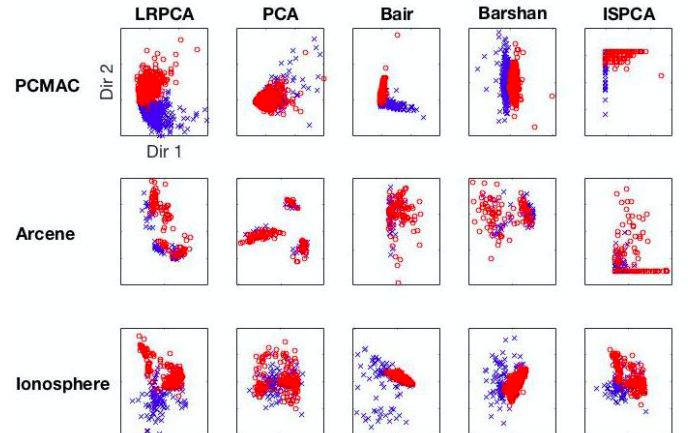 LRPCA PCA Bair Barshan ISPCA
PCMAC
Dir 2
Dir 1
Arcene
Ionosphere